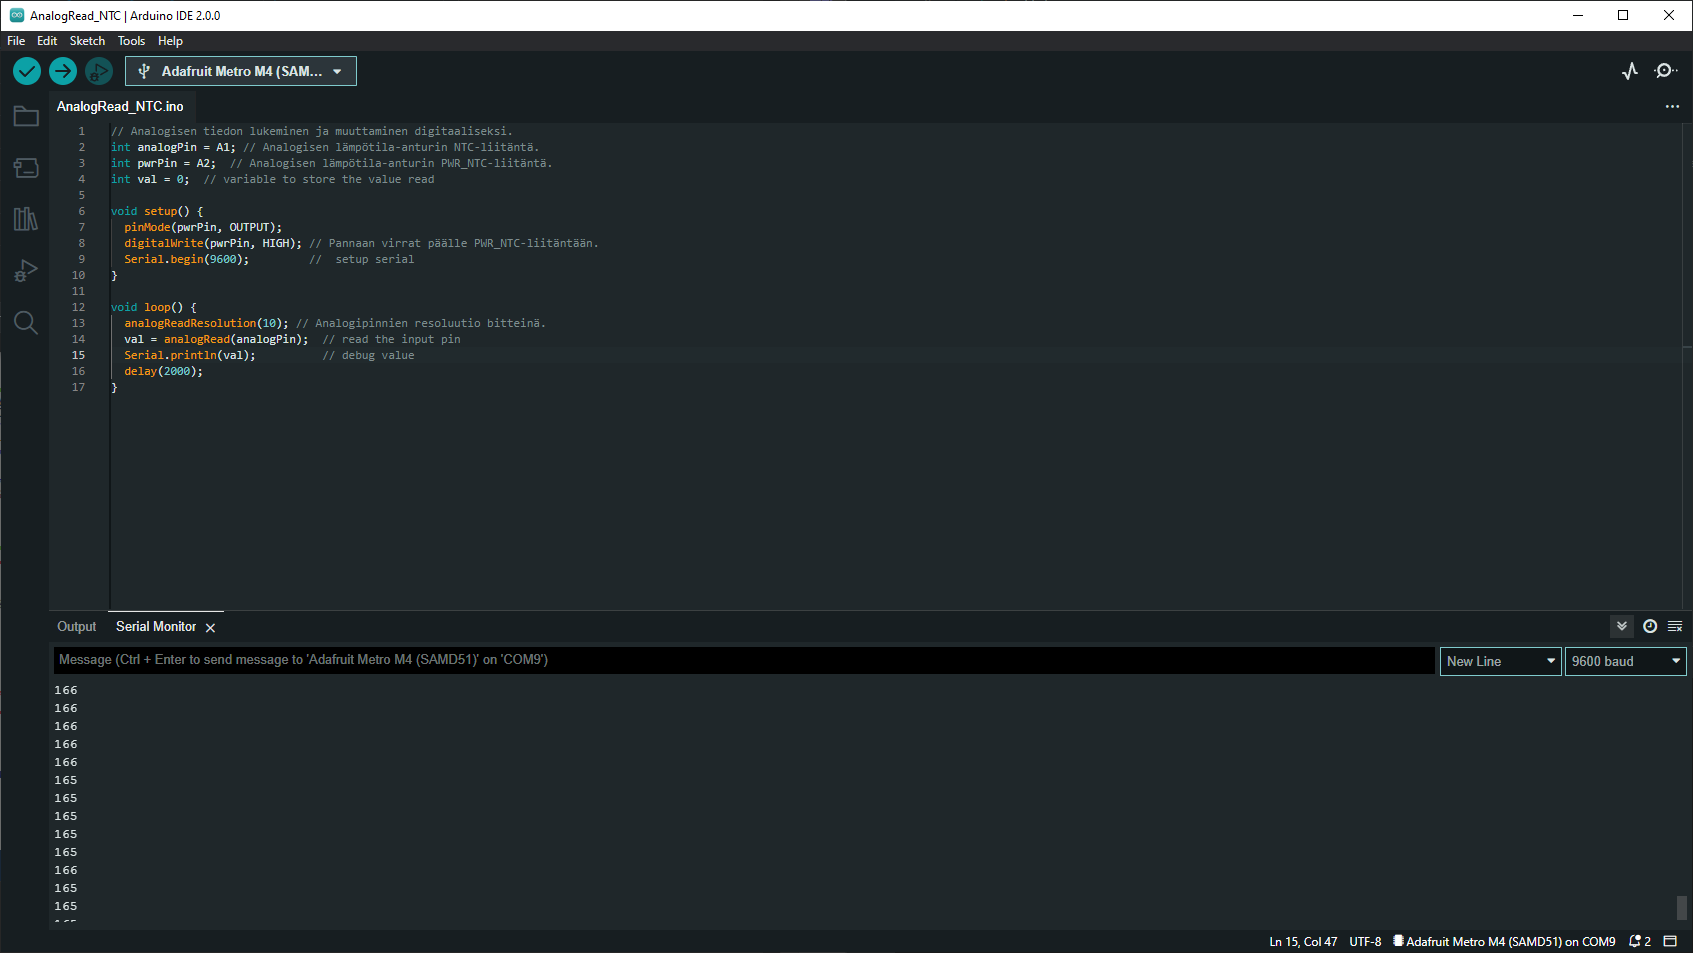 AnalogRead_NTC | Arduino IDE 2.0.0
File Edit Sketch Tools Help
Adafruit Metro M4 (SAM...
AnalogRead_NTC.ino
1 // Analogisen tiedon lukeminen ja muuttaminen digitaaliseksi.
2 int analogPin = A1; // Analogisen lämpötila-anturin NTC-liitäntä.
3 int pwrPin = A2;  // Analogisen lämpötila-anturin PWR_NTC-liitäntä.
4 int val = 0;  // variable to store the value read
5
6 void setup() {
7   pinMode(pwrPin, OUTPUT);
8   digitalWrite(pwrPin, HIGH); // Pannaan virrat päälle PWR_NTC-liitäntään.
9   Serial.begin(9600);         //  setup serial
10 }
11
12 void loop() {
13   analogReadResolution(10); // Analogipinnien resoluutio bitteinä.
14   val = analogRead(analogPin);  // read the input pin
15   Serial.println(val);          // debug value
16   delay(2000);
17 }
Output Serial Monitor
Message (Ctrl + Enter to send message to 'Adafruit Metro M4 (SAMD51)' on 'COM9')
New Line 9600 baud
166
166
166
166
166
165
165
165
165
165
166
165
165
Ln 15, Col 47 UTF-8 Adafruit Metro M4 (SAMD51) on COM9 2